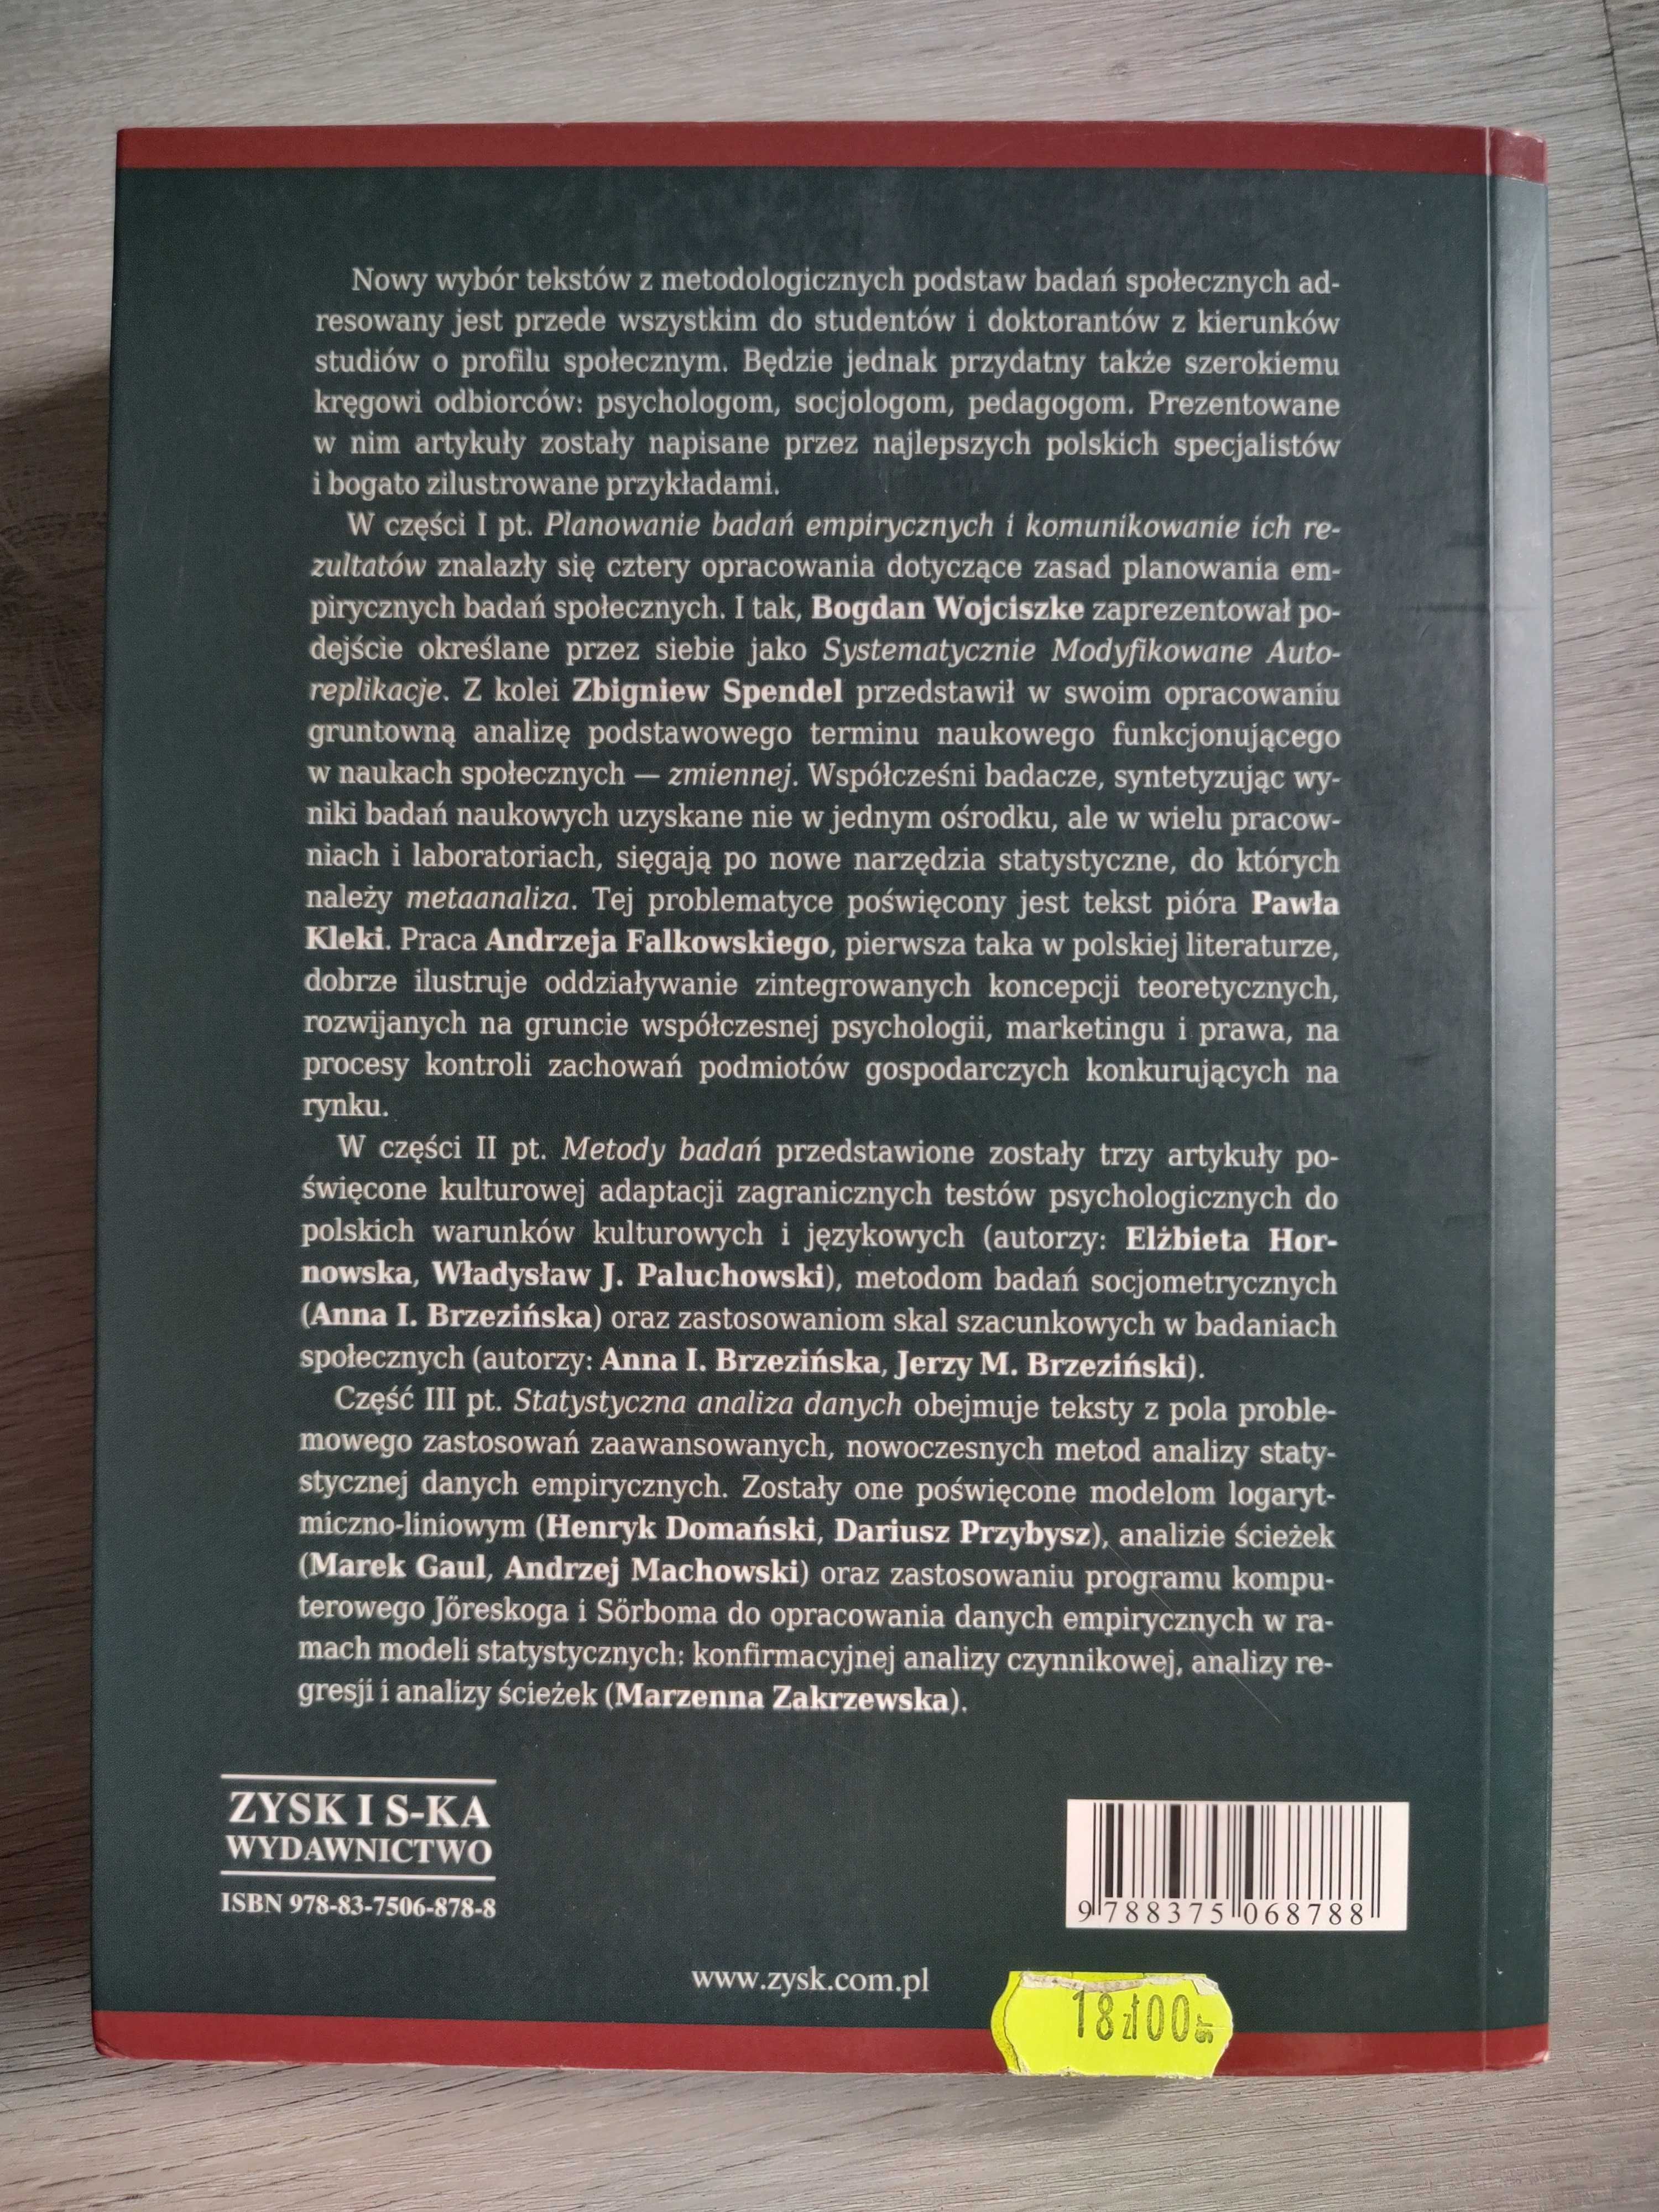 Nowy wybór tekstów z metodologicznych podstaw badań społecznych ad-
resowany jest przede wszystkim do studentów i doktorantów z kierunków
studiów o profilu społecznym. Będzie jednak przydatny także szerokiemu
kręgowi odbiorców: psychologom, socjologom, pedagogom. Prezentowane
w nim artykuły zostały napisane przez najlepszych polskich specjalistów
i bogato zilustrowane przykładami.
W części I pt. Planowanie badań empirycznych i komunikowanie ich re-
zultatów znalazły się cztery opracowania dotyczące zasad planowania em-
pirycznych badań społecznych. I tak, Bogdan Wojciszke zaprezentował po-
dejście określane przez siebie jako Systematycznie Modyfikowane Auto-
replikacje. Z kolei Zbigniew Spendel przedstawił w swoim opracowaniu
gruntowną analizę podstawowego terminu naukowego funkcjonującego
w naukach społecznych — zmiennej. Współcześni badacze, syntetyzując wy-
niki badań naukowych uzyskane nie w jednym ośrodku, ale w wielu pracow-
niach i laboratoriach, sięgają po nowe narzędzia statystyczne, do których
należy metaanaliza. Tej problematyce poświęcony jest tekst pióra Pawła
Kleki. Praca Andrzeja Falkowskiego, pierwsza taka w polskiej literaturze,
dobrze ilustruje oddziaływanie zintegrowanych koncepcji teoretycznych,
rozwijanych na gruncie współczesnej psychologii, marketingu i prawa, na
procesy kontroli zachowań podmiotów gospodarczych konkurujących na
rynku.
W części II pt. Metody badań przedstawione zostały trzy artykuły po-
święcone kulturowej adaptacji zagranicznych testów psychologicznych do
polskich warunków kulturowych i językowych (autorzy: Elżbieta Hor-
nowska, Władysław J. Paluchowski), metodom badań socjometrycznych
(Anna I. Brzezińska) oraz zastosowaniom skal szacunkowych w badaniach
społecznych (autorzy: Anna I. Brzezińska, Jerzy M. Brzeziński).
Część III pt. Statystyczna analiza danych obejmuje teksty z pola proble-
mowego zastosowań zaawansowanych, nowoczesnych metod analizy staty-
stycznej danych empirycznych. Zostały one poświęcone modelom logaryt-
miczno-liniowym (Henryk Domański, Dariusz Przybysz), analizie ścieżek
(Marek Gaul, Andrzej Machowski) oraz zastosowaniu programu kompu-
terowego Jöreskoga i Sörboma do opracowania danych empirycznych w ra-
mach modeli statystycznych: konfirmacyjnej analizy czynnikowej, analizy re-
gresji i analizy ścieżek (Marzenna Zakrzewska).
ZYSK I S-KA
WYDAWNICTWO
ISBN 978-83-7506-878-8
9 788375 068788
www.zysk.com.pl
18 zł 00 gr